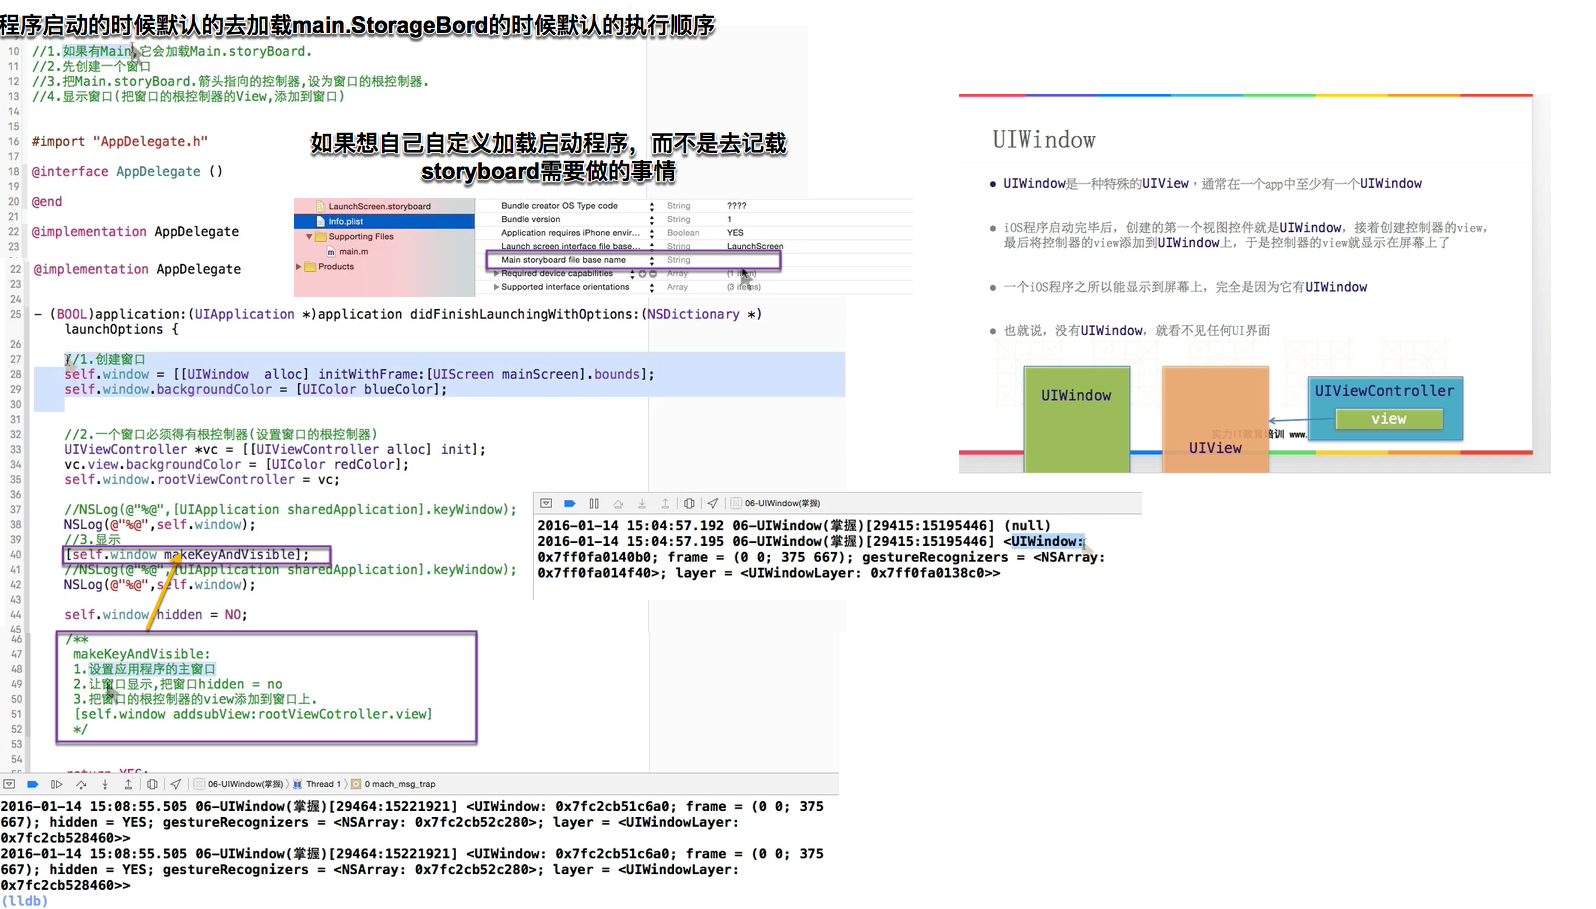 程序启动的时候默认的去加载main.StorageBord的时候默认的执行顺序
10 //1.如果有Main,它会加载Main.storyBoard.
11 //2.先创建一个窗口
12 //3.把Main.storyBoard.箭头指向的控制器,设为窗口的根控制器.
13 //4.显示窗口(把窗口的根控制器的View,添加到窗口)
14
15
16 #import "AppDelegate.h"
17
18 @interface AppDelegate ()
19
20 @end
21
22 @implementation AppDelegate
23
如果想自己自定义加载启动程序，而不是去记载
storyboard需要做的事情
LaunchScreen.storyboard
Info.plist
Supporting Files
main.m
Products
Bundle creator OS Type code String ????
Bundle version String 1
Application requires iPhone envir... Boolean YES
Launch screen interface file base... String LaunchScreen
Main storyboard file base name String
Required device capabilities Array (1 item)
Supported interface orientations Array (3 items)
22 @implementation AppDelegate
23
24
25 - (BOOL)application:(UIApplication *)application didFinishLaunchingWithOptions:(NSDictionary *)
launchOptions {
26
27 //1.创建窗口
28 self.window = [[UIWindow alloc] initWithFrame:[UIScreen mainScreen].bounds];
29 self.window.backgroundColor = [UIColor blueColor];
30
31
32 //2.一个窗口必须得有根控制器(设置窗口的根控制器)
33 UIViewController *vc = [[UIViewController alloc] init];
34 vc.view.backgroundColor = [UIColor redColor];
35 self.window.rootViewController = vc;
36
37 //NSLog(@"%@",[UIApplication sharedApplication].keyWindow);
38 NSLog(@"%@",self.window);
39 //3.显示
40 [self.window makeKeyAndVisible];
41 //NSLog(@"%@",[UIApplication sharedApplication].keyWindow);
42 NSLog(@"%@",self.window);
43
44 self.window.hidden = NO;
45
46 /**
47 makeKeyAndVisible:
48 1.设置应用程序的主窗口
49 2.让窗口显示,把窗口hidden = no
50 3.把窗口的根控制器的view添加到窗口上.
51 [self.window addsubView:rootViewCotroller.view]
52 */
53
54
55 return YES;
06-UIWindow(掌握) Thread 1 0 mach_msg_trap
2016-01-14 15:08:55.505 06-UIWindow(掌握)[29464:15221921] <UIWindow: 0x7fc2cb51c6a0; frame = (0 0; 375
667); hidden = YES; gestureRecognizers = <NSArray: 0x7fc2cb52c280>; layer = <UIWindowLayer:
0x7fc2cb528460>>
2016-01-14 15:08:55.505 06-UIWindow(掌握)[29464:15221921] <UIWindow: 0x7fc2cb51c6a0; frame = (0 0; 375
667); hidden = YES; gestureRecognizers = <NSArray: 0x7fc2cb52c280>; layer = <UIWindowLayer:
0x7fc2cb528460>>
(lldb)
06-UIWindow(掌握)
2016-01-14 15:04:57.192 06-UIWindow(掌握)[29415:15195446] (null)
2016-01-14 15:04:57.195 06-UIWindow(掌握)[29415:15195446] <UIWindow:
0x7ff0fa0140b0; frame = (0 0; 375 667); gestureRecognizers = <NSArray:
0x7ff0fa014f40>; layer = <UIWindowLayer: 0x7ff0fa0138c0>>
UIWindow
● UIWindow是一种特殊的UIView，通常在一个app中至少有一个UIWindow
● iOS程序启动完毕后，创建的第一个视图控件就是UIWindow，接着创建控制器的view，
最后将控制器的view添加到UIWindow上，于是控制器的view就显示在屏幕上了
● 一个iOS程序之所以能显示到屏幕上，完全是因为它有UIWindow
● 也就说，没有UIWindow，就看不见任何UI界面
UIWindow
UIView
UIViewController
view
实力IT教育培训 www.